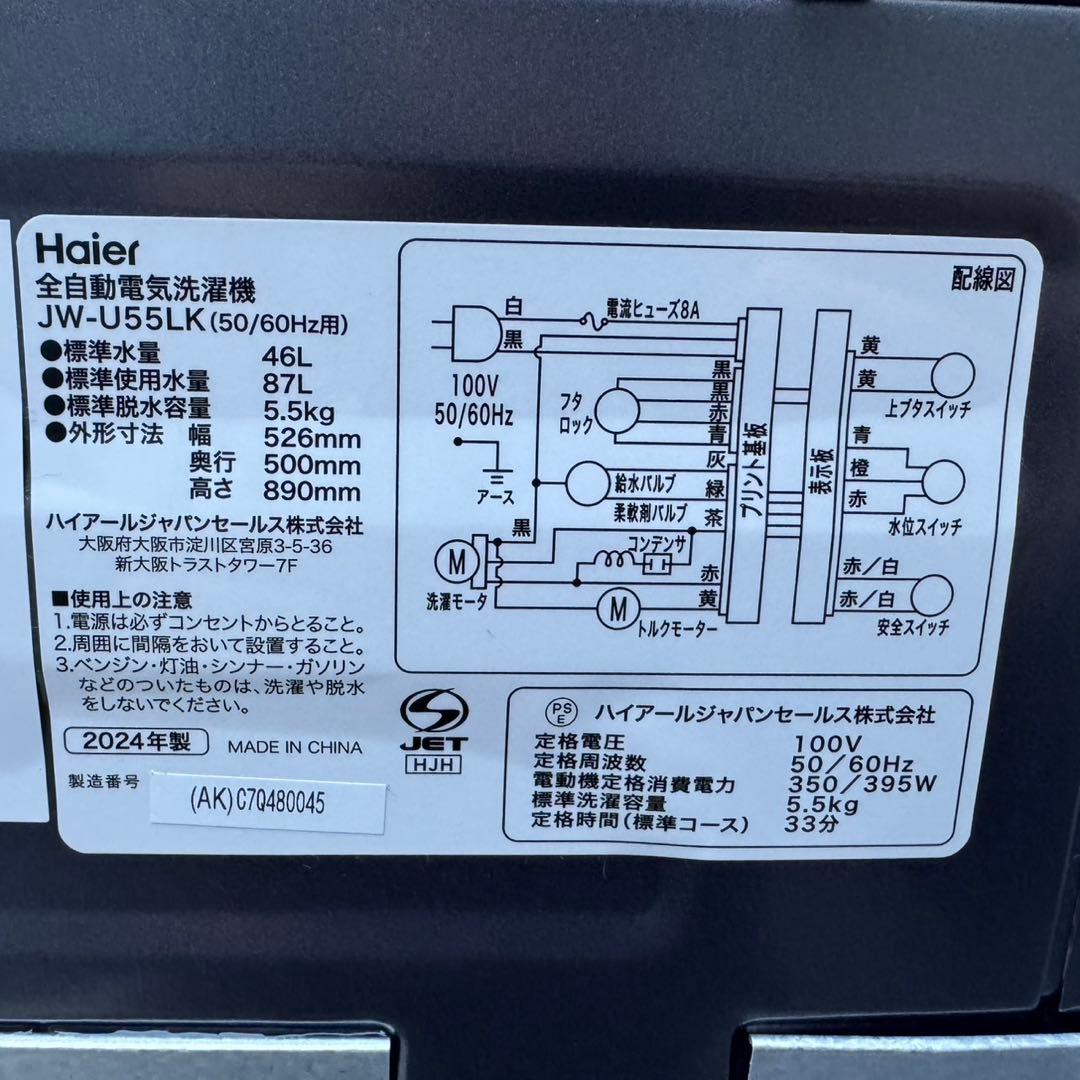 Haier
全自動電気洗濯機
JW-U55LK(50/60Hz用)
●標準水量 46L
●標準使用水量 87L
●標準脱水容量 5.5kg
●外形寸法 幅 526mm
奥行 500mm
高さ 890mm
ハイアールジャパンセールス株式会社
大阪府大阪市淀川区宮原3-5-36
新大阪トラストタワー7F
■使用上の注意
1.電源は必ずコンセントからとること。
2.周囲に間隔をおいて設置すること。
3.ベンジン・灯油・シンナー・ガソリン
などのついたものは、洗濯や脱水
をしないでください。
2024年製 MADE IN CHINA
製造番号 (AK)C7Q480045
配線図
白 電流ヒューズ8A
黒
100V
50/60Hz
アース
フタ
ロック
黒
黒
赤
青
灰
給水バルブ
緑
柔軟剤バルブ
茶
黒
コンデンサ
M
洗濯モータ
赤
黄
M
トルクモーター
プリント基板
表示板
黄
黄
上ブタスイッチ
青
橙
赤
水位スイッチ
赤/白
赤/白
安全スイッチ
S
JET
HJH
PS
E
ハイアールジャパンセールス株式会社
定格電圧 100V
定格周波数 50/60Hz
電動機定格消費電力 350/395W
標準洗濯容量 5.5kg
定格時間(標準コース) 33分